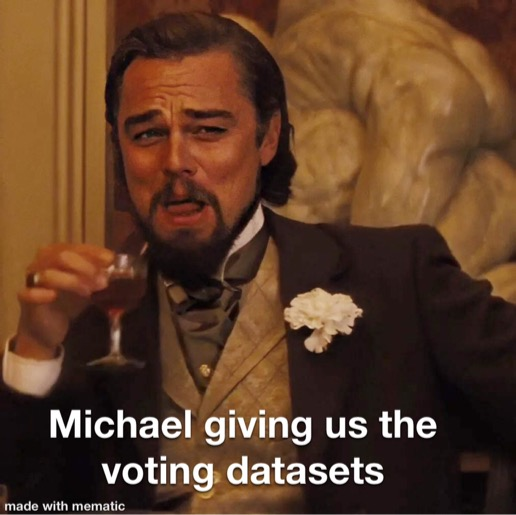 Michael giving us the
voting datasets
made with mematic